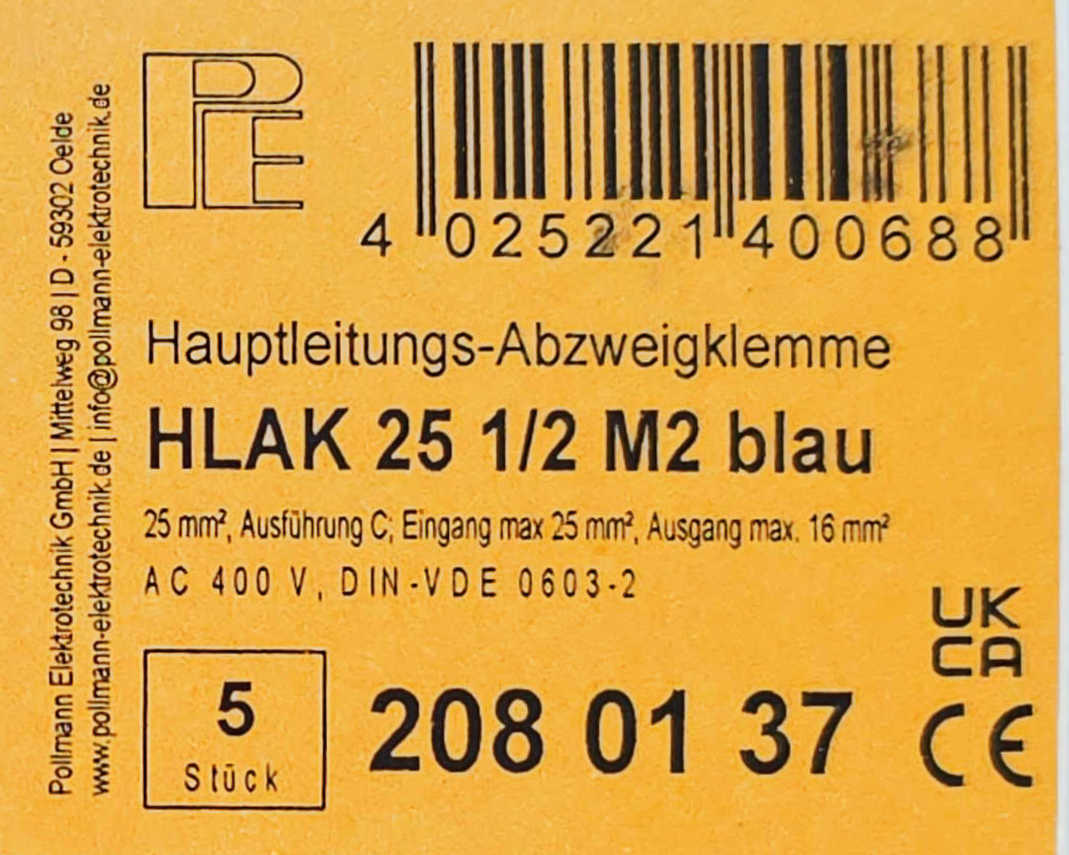 PE
4 025221 400688
Hauptleitungs-Abzweigklemme
HLAK 25 1/2 M2 blau
25 mm², Ausführung C; Eingang max 25 mm², Ausgang max. 16 mm²
AC 400 V, DIN-VDE 0603-2
5
Stück
208 01 37
UK
CA
CE
Pollmann Elektrotechnik GmbH | Mittelweg 98 | D - 59302 Oelde
www.pollmann-elektrotechnik.de | info@pollmann-elektrotechnik.de